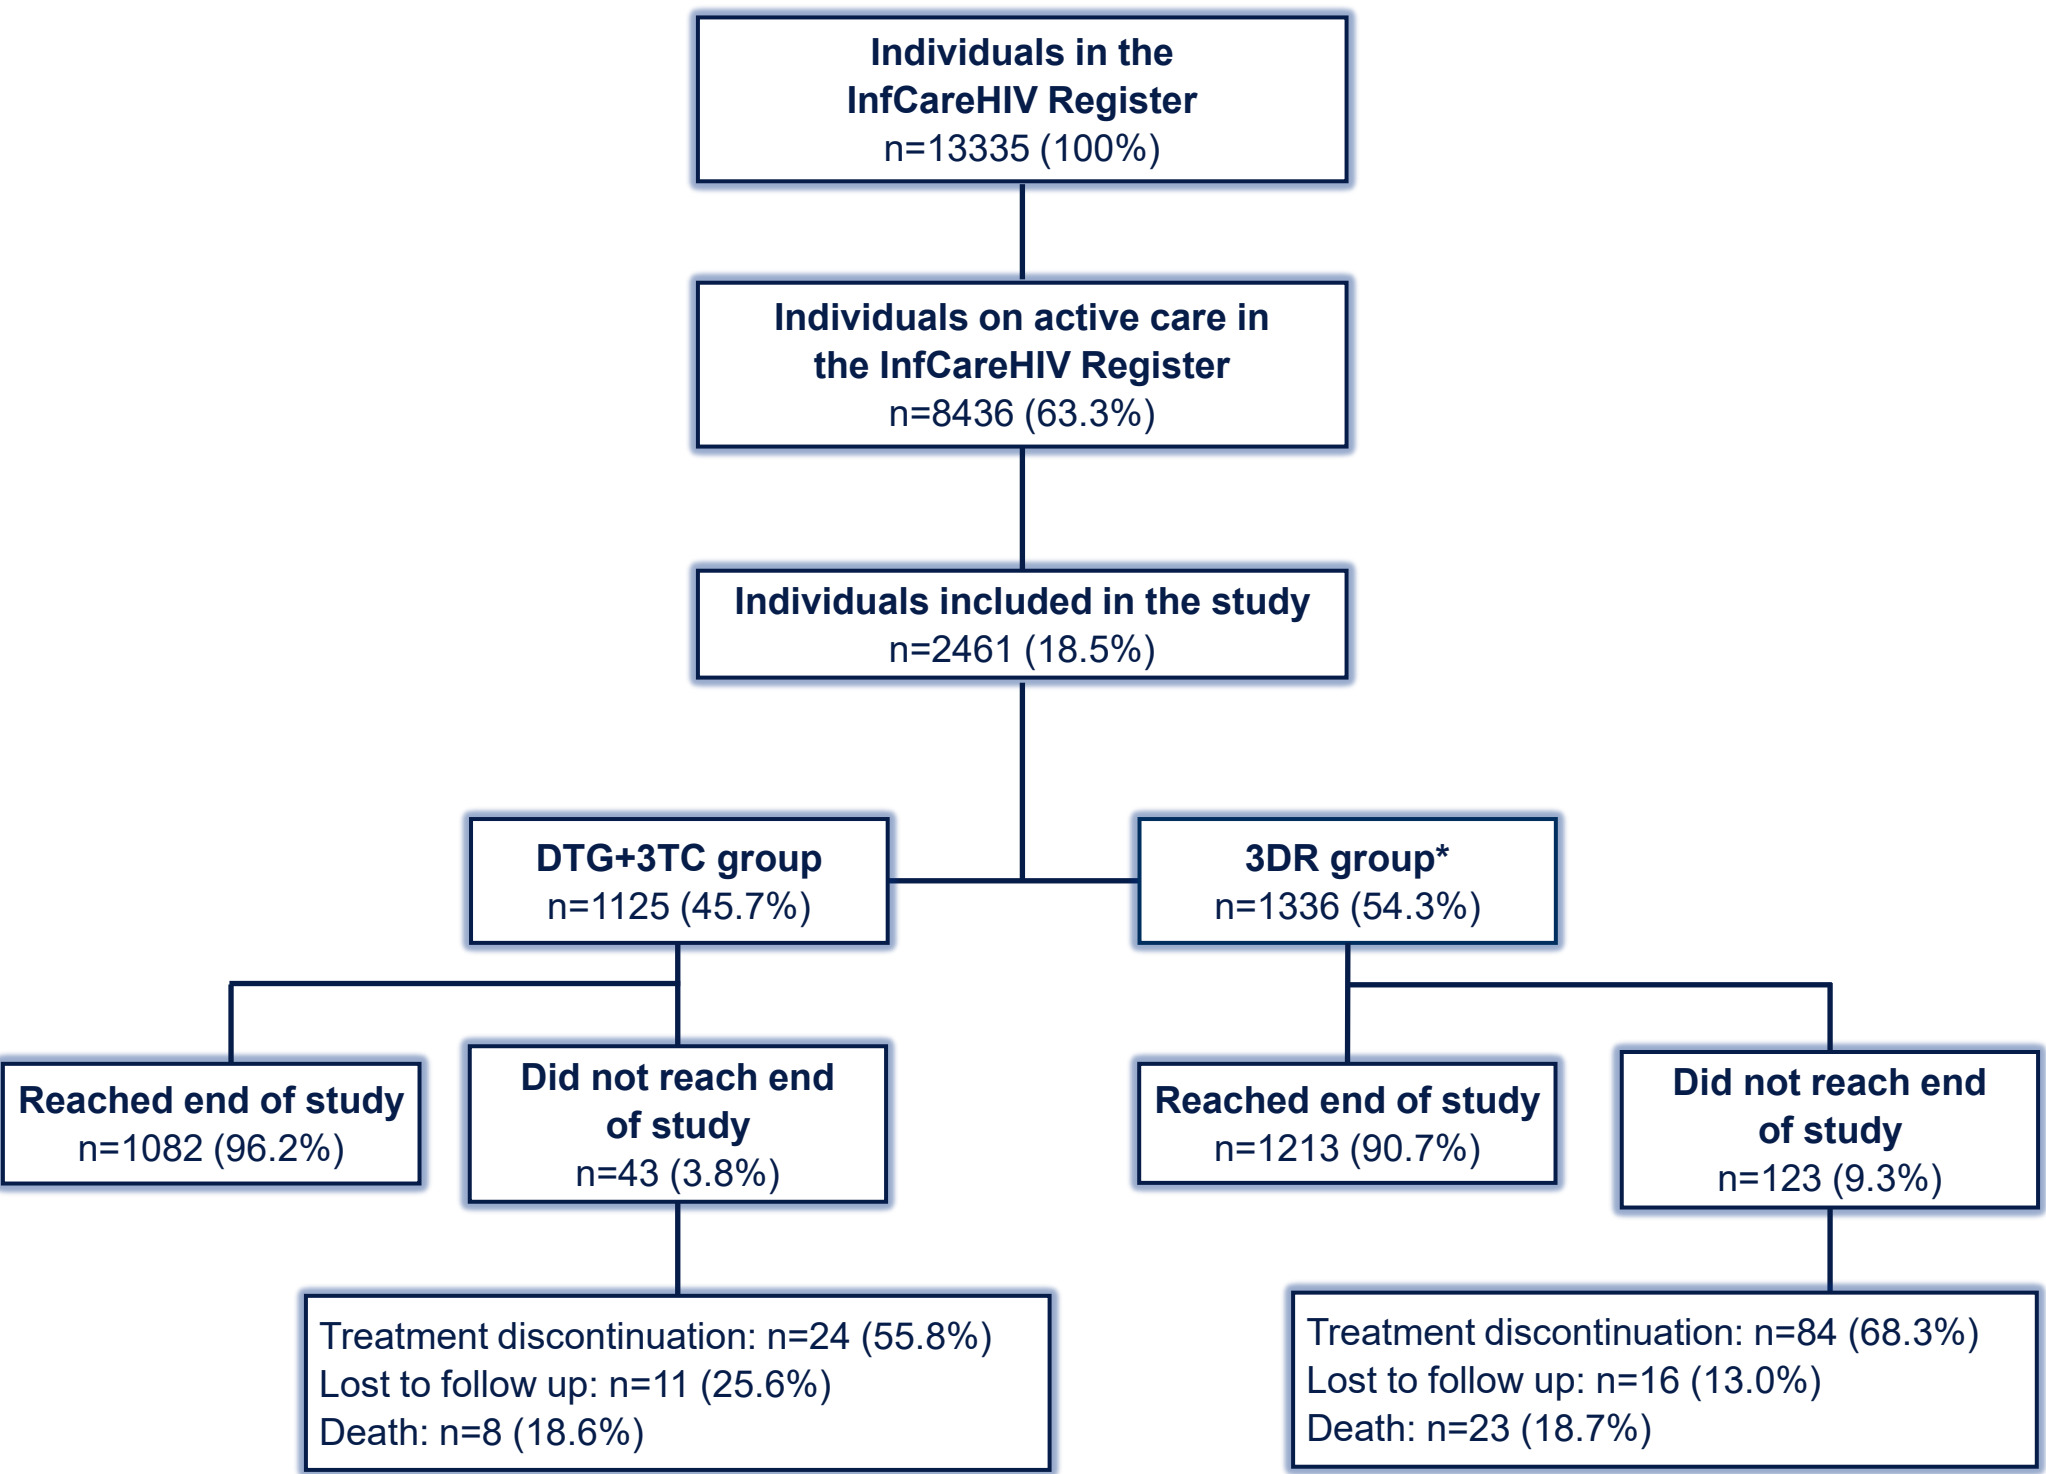 Individuals in the
InfCareHIV Register
n=13335 (100%)
Individuals on active care in
the InfCareHIV Register
n=8436 (63.3%)
Individuals included in the study
n=2461 (18.5%)
DTG+3TC group
n=1125 (45.7%)
3DR group*
n=1336 (54.3%)
Reached end of study
n=1082 (96.2%)
Did not reach end
of study
n=43 (3.8%)
Reached end of study
n=1213 (90.7%)
Did not reach end
of study
n=123 (9.3%)
Treatment discontinuation: n=24 (55.8%)
Lost to follow up: n=11 (25.6%)
Death: n=8 (18.6%)
Treatment discontinuation: n=84 (68.3%)
Lost to follow up: n=16 (13.0%)
Death: n=23 (18.7%)